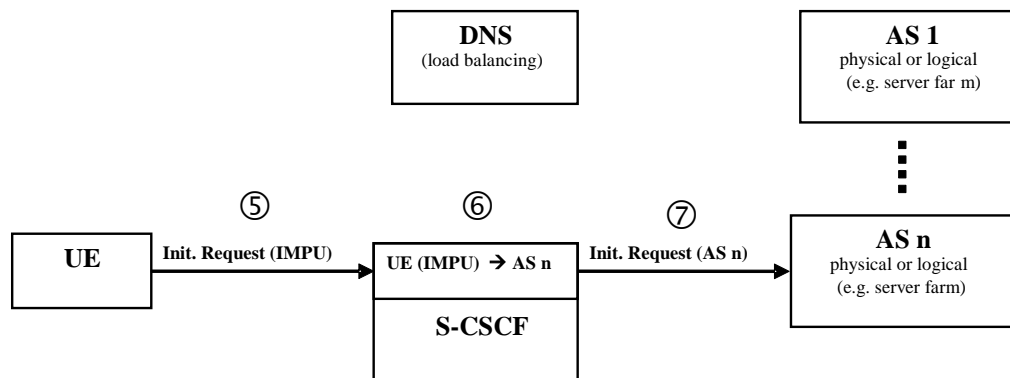 DNS
(load balancing)
AS 1
physical or logical
(e.g. server far m)
⑤
⑥
⑦
UE
Init. Request (IMPU)
UE (IMPU) → AS n
Init. Request (AS n)
AS n
physical or logical
(e.g. server farm)
S-CSCF